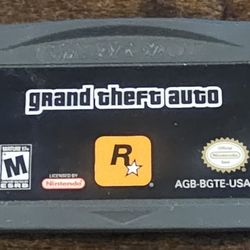 grand theft auto
MATURE 17+
M
ESRB
LICENSED BY
Nintendo
R
Official
Nintendo
Seal
AGB-BGTE-USA